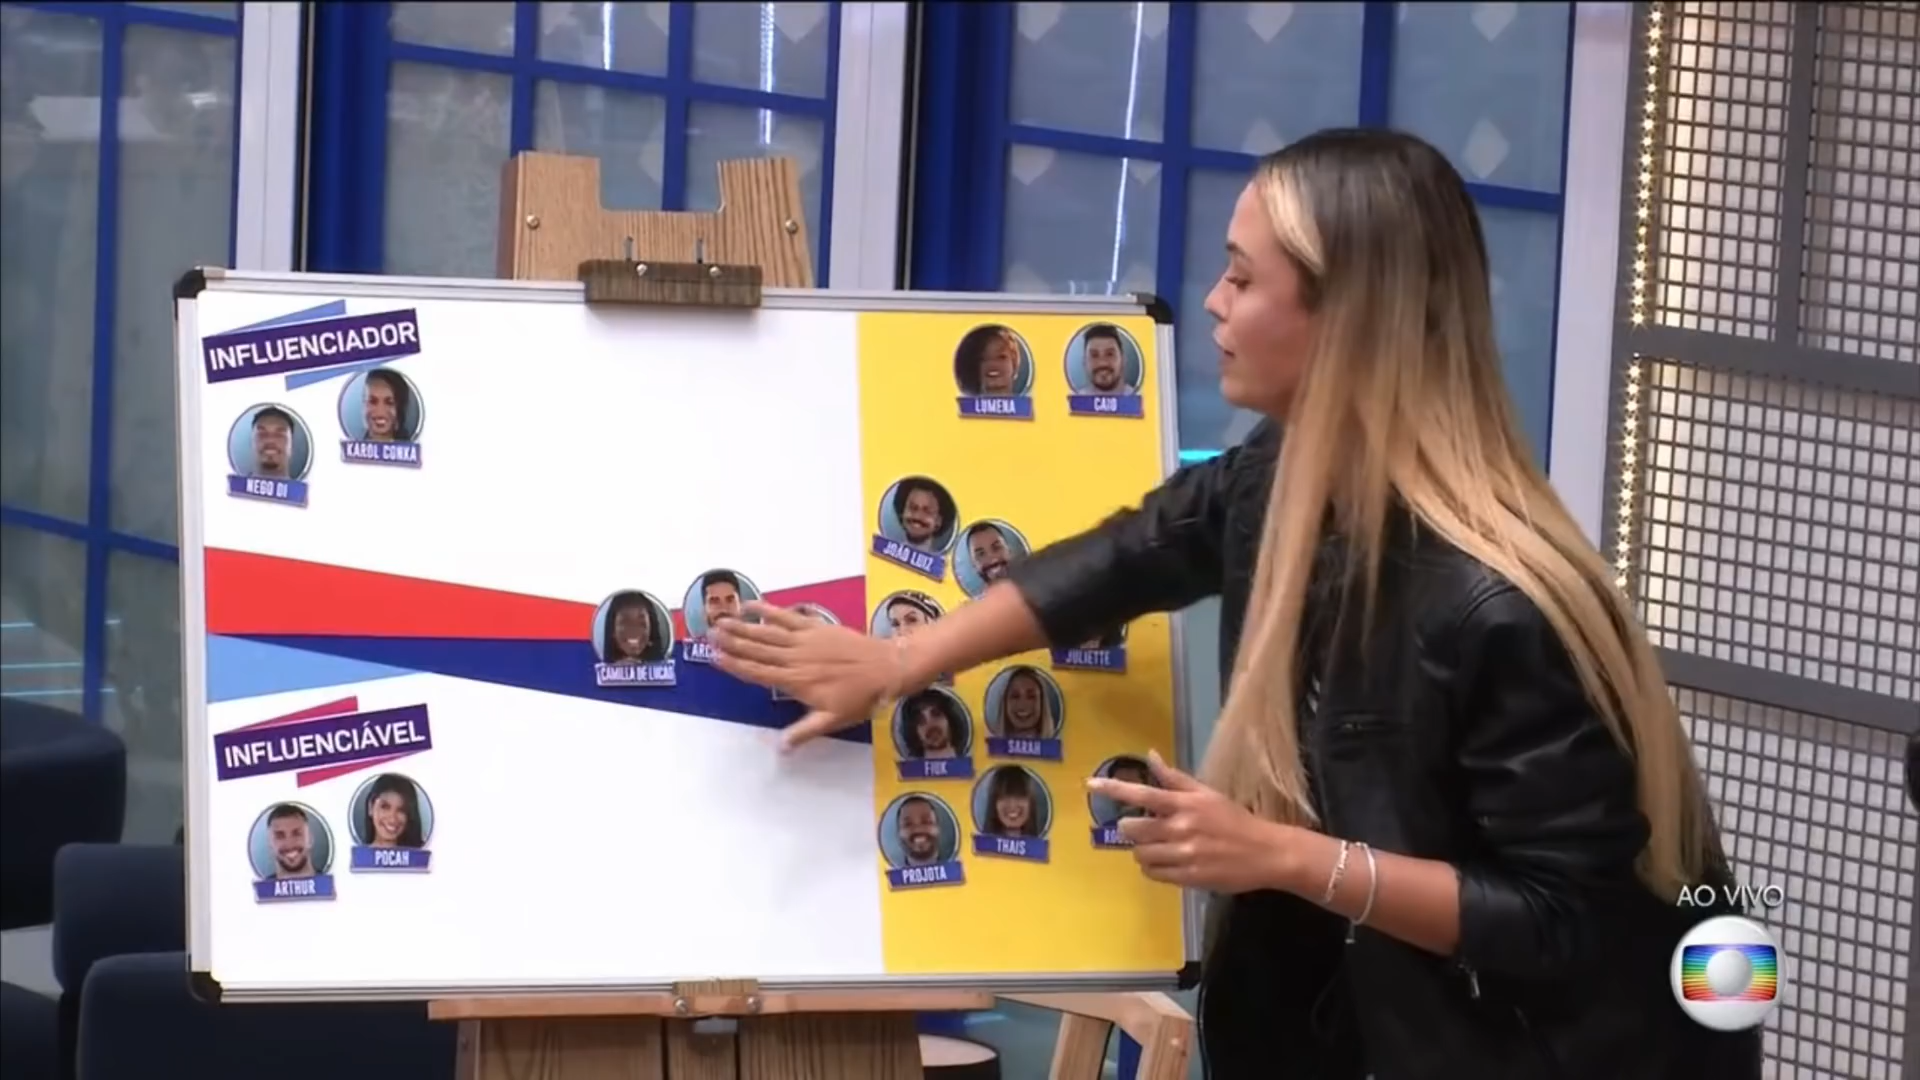 INFLUENCIADOR
NEGO DI
KAROL CONKA
LUMENA
CAIO
JOÃO LUIZ
CAMILLA DE LUCAS
JULIETTE
INFLUENCIÁVEL
FIUK
SARAH
ARTHUR
POCAH
PROJOTA
THAIS
AO VIVO